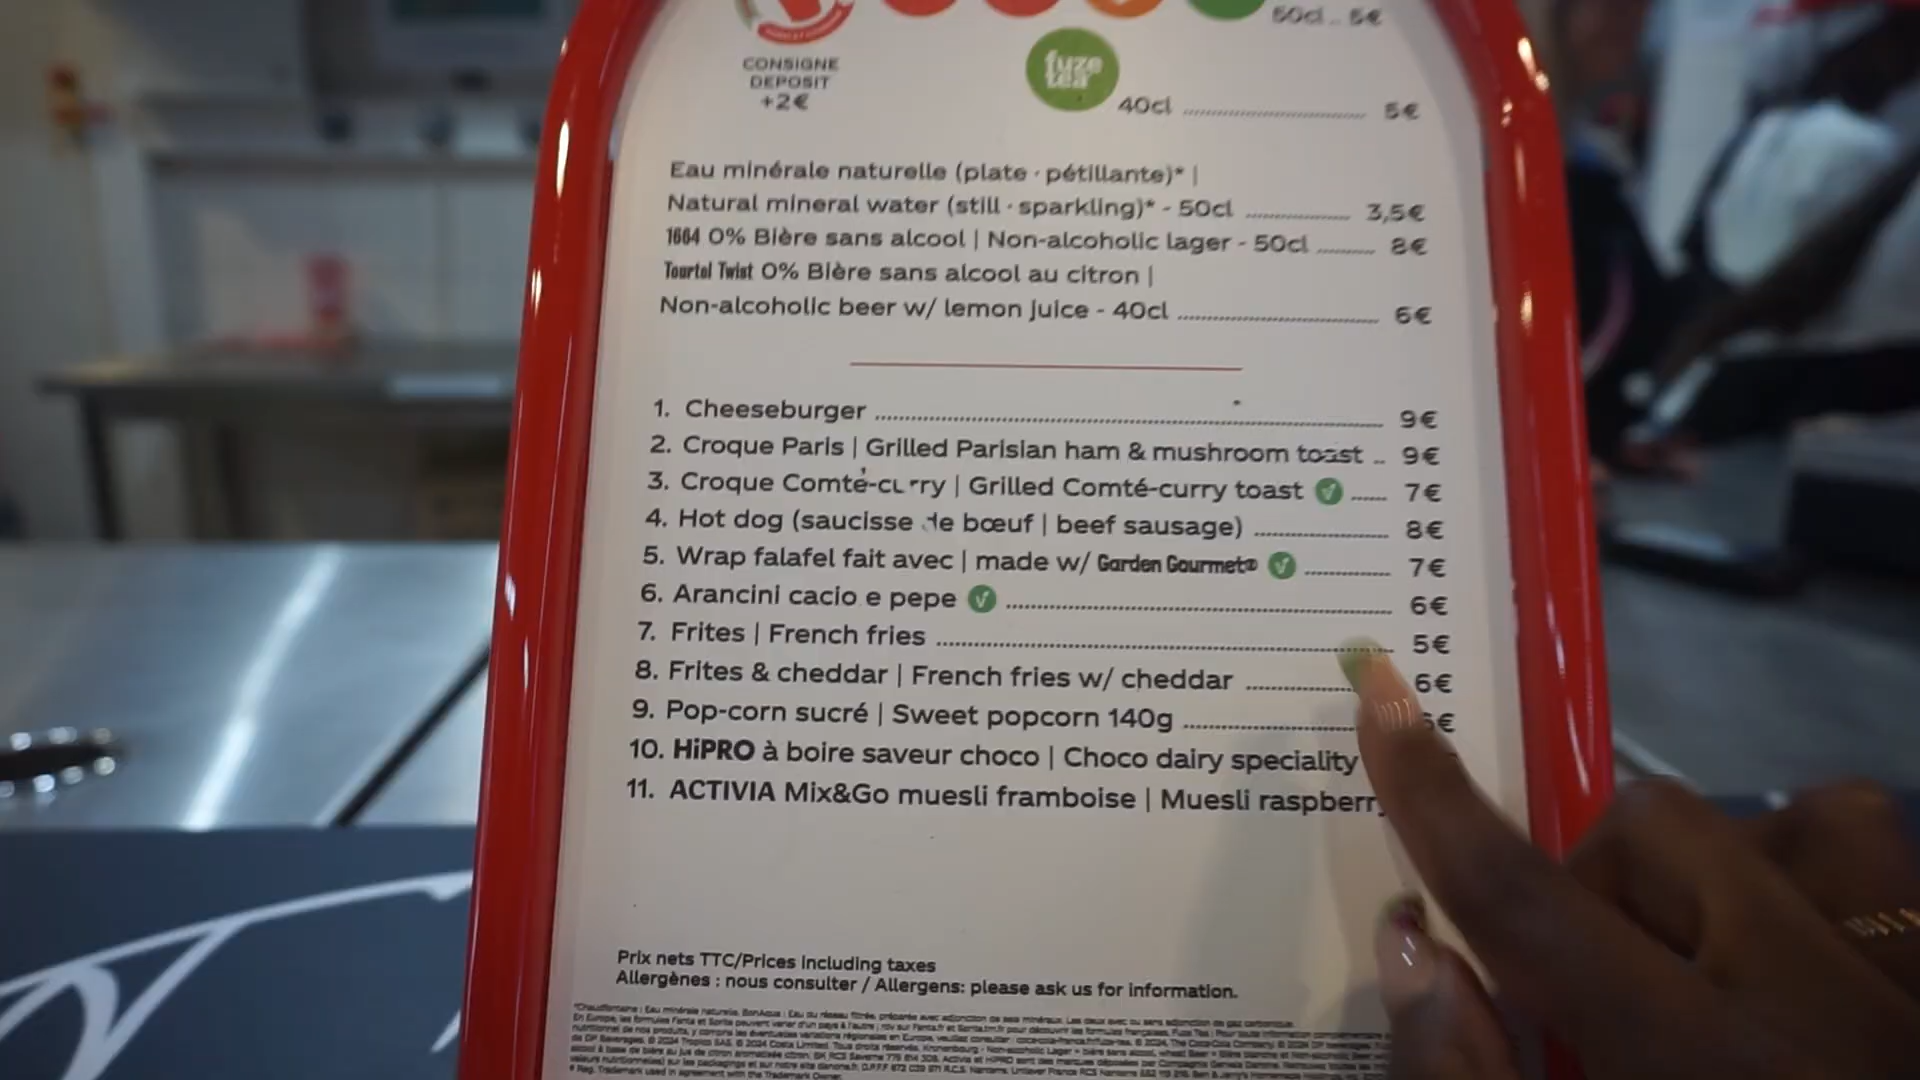 50cl .. 5€
CONSIGNE
DEPOSIT
+2€
fuze
tea
40cl ........ 5€
Eau minérale naturelle (plate · pétillante)* |
Natural mineral water (still · sparkling)* - 50cl ........ 3,5€
1664 0% Bière sans alcool | Non-alcoholic lager - 50cl ........ 8€
Tourtel Twist 0% Bière sans alcool au citron |
Non-alcoholic beer w/ lemon juice - 40cl ........ 6€
1. Cheeseburger ........ 9€
2. Croque Paris | Grilled Parisian ham & mushroom toast .. 9€
3. Croque Comté-curry | Grilled Comté-curry toast ...... 7€
4. Hot dog (saucisse de bœuf | beef sausage) ........ 8€
5. Wrap falafel fait avec | made w/ Garden Gourmet® ........ 7€
6. Arancini cacio e pepe ........ 6€
7. Frites | French fries ........ 5€
8. Frites & cheddar | French fries w/ cheddar ........ 6€
9. Pop-corn sucré | Sweet popcorn 140g ........ €
10. HiPRO à boire saveur choco | Choco dairy speciality
11. ACTIVIA Mix&Go muesli framboise | Muesli raspberry
Prix nets TTC/Prices including taxes
Allergènes : nous consulter / Allergens: please ask us for information.